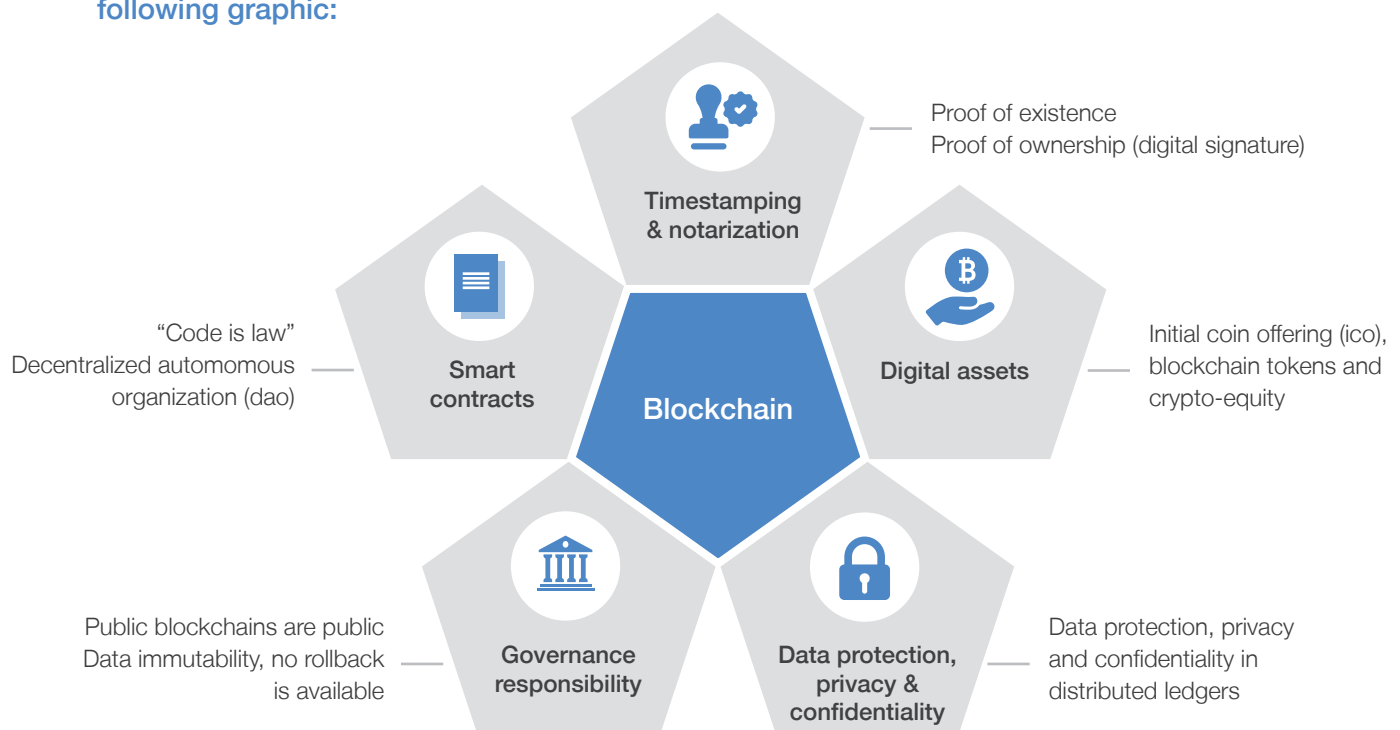 following graphic:
Timestamping
& notarization
Proof of existence
Proof of ownership (digital signature)
Smart
contracts
“Code is law”
Decentralized automomous
organization (dao)
Blockchain
Digital assets
Initial coin offering (ico),
blockchain tokens and
crypto-equity
Governance
responsibility
Public blockchains are public
Data immutability, no rollback
is available
Data protection,
privacy &
confidentiality
Data protection, privacy
and confidentiality in
distributed ledgers